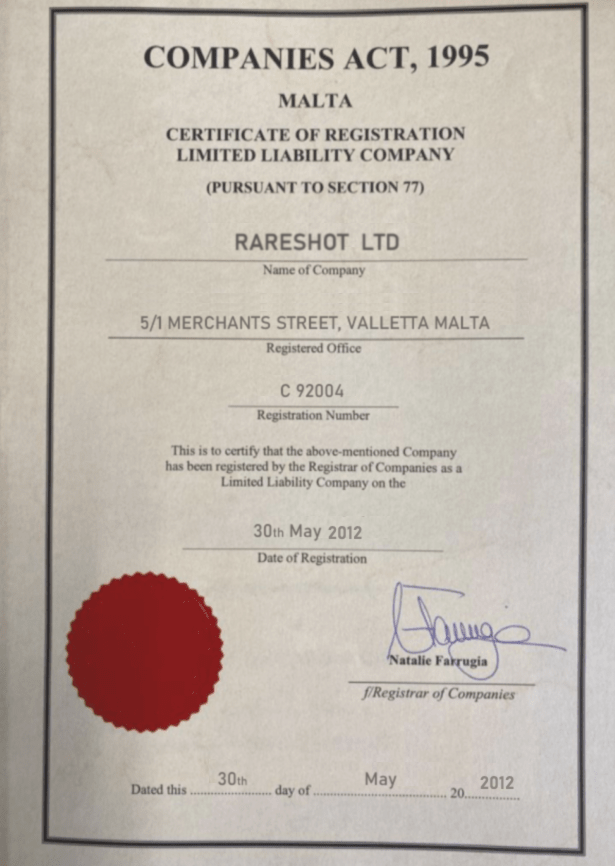 COMPANIES ACT, 1995
MALTA
CERTIFICATE OF REGISTRATION
LIMITED LIABILITY COMPANY
(PURSUANT TO SECTION 77)
RARESHOT LTD
Name of Company
5/1 MERCHANTS STREET, VALLETTA MALTA
Registered Office
C 92004
Registration Number
This is to certify that the above-mentioned Company
has been registered by the Registrar of Companies as a
Limited Liability Company on the
30th May 2012
Date of Registration
Natalie Farrugia
f/Registrar of Companies
Dated this 30th day of May 20 2012